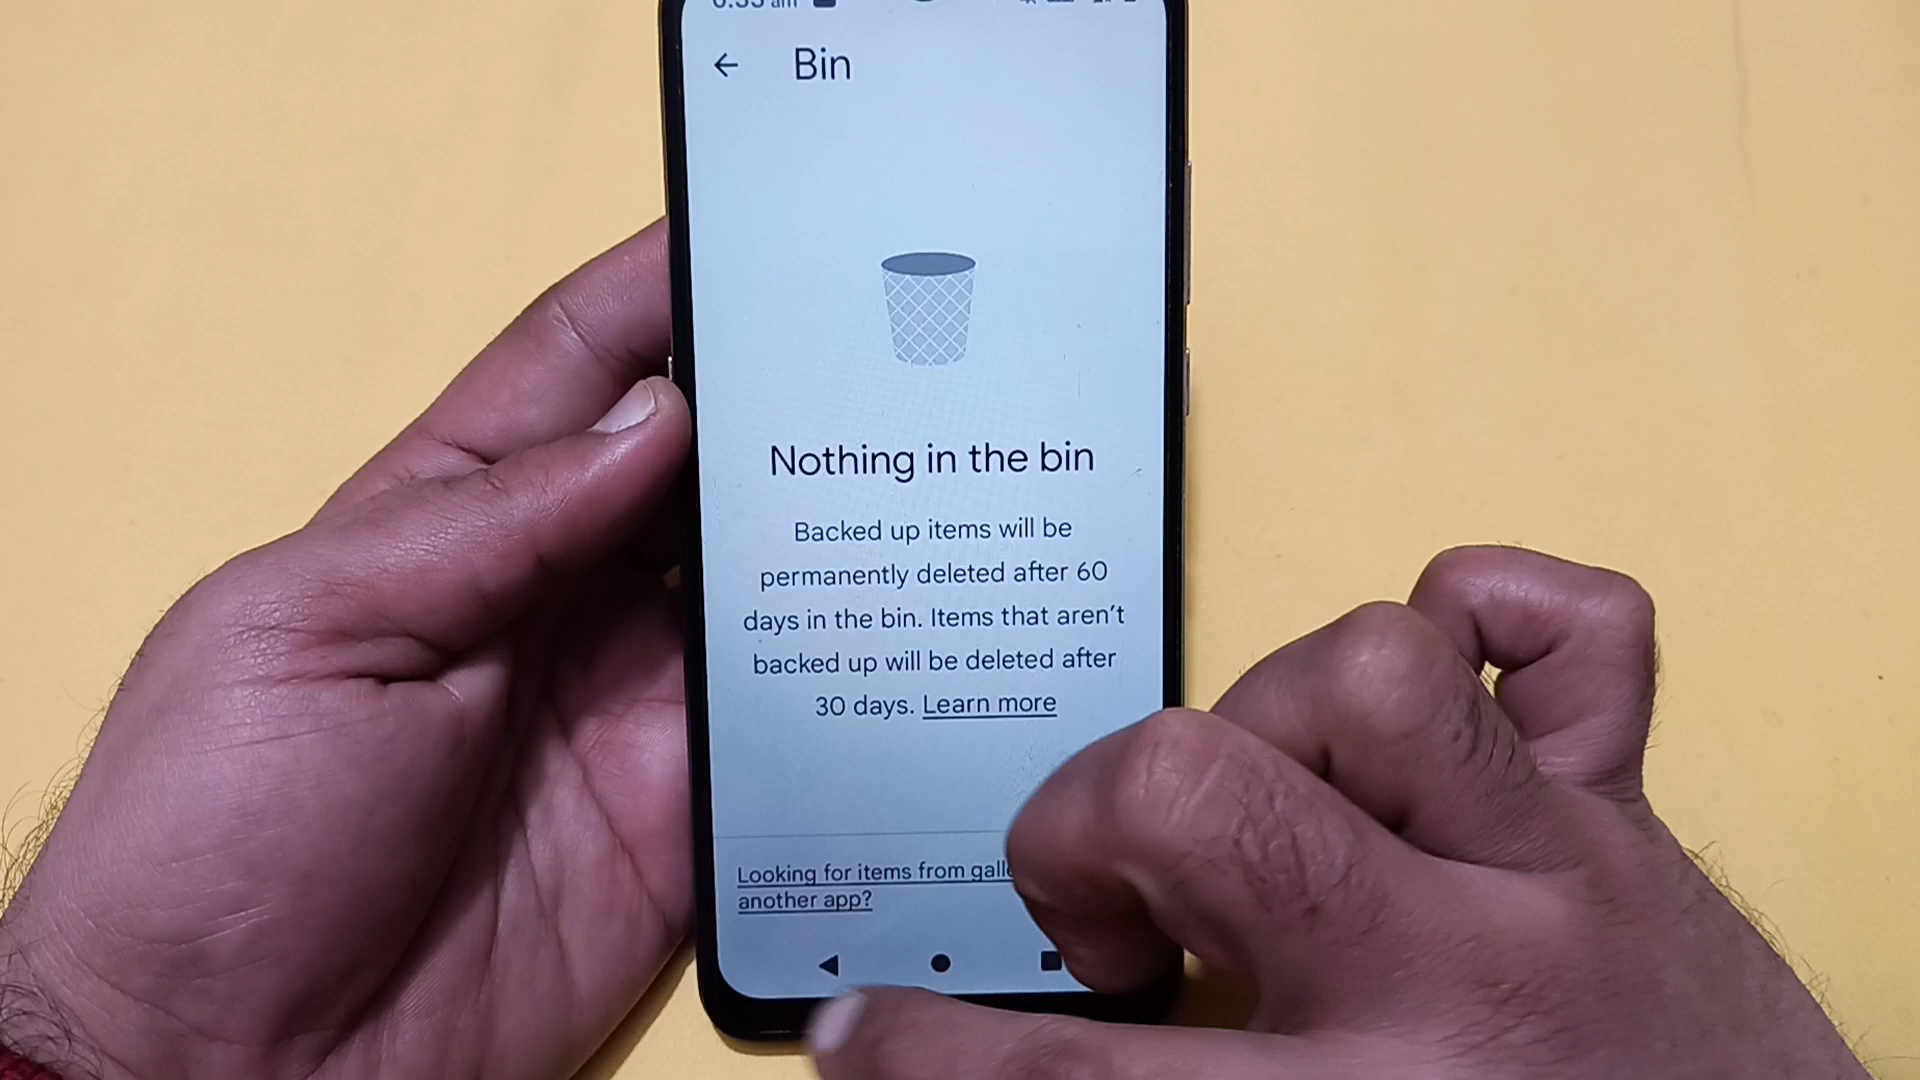 Bin
Nothing in the bin
Backed up items will be
permanently deleted after 60
days in the bin. Items that aren't
backed up will be deleted after
30 days. Learn more
Looking for items from
another app?